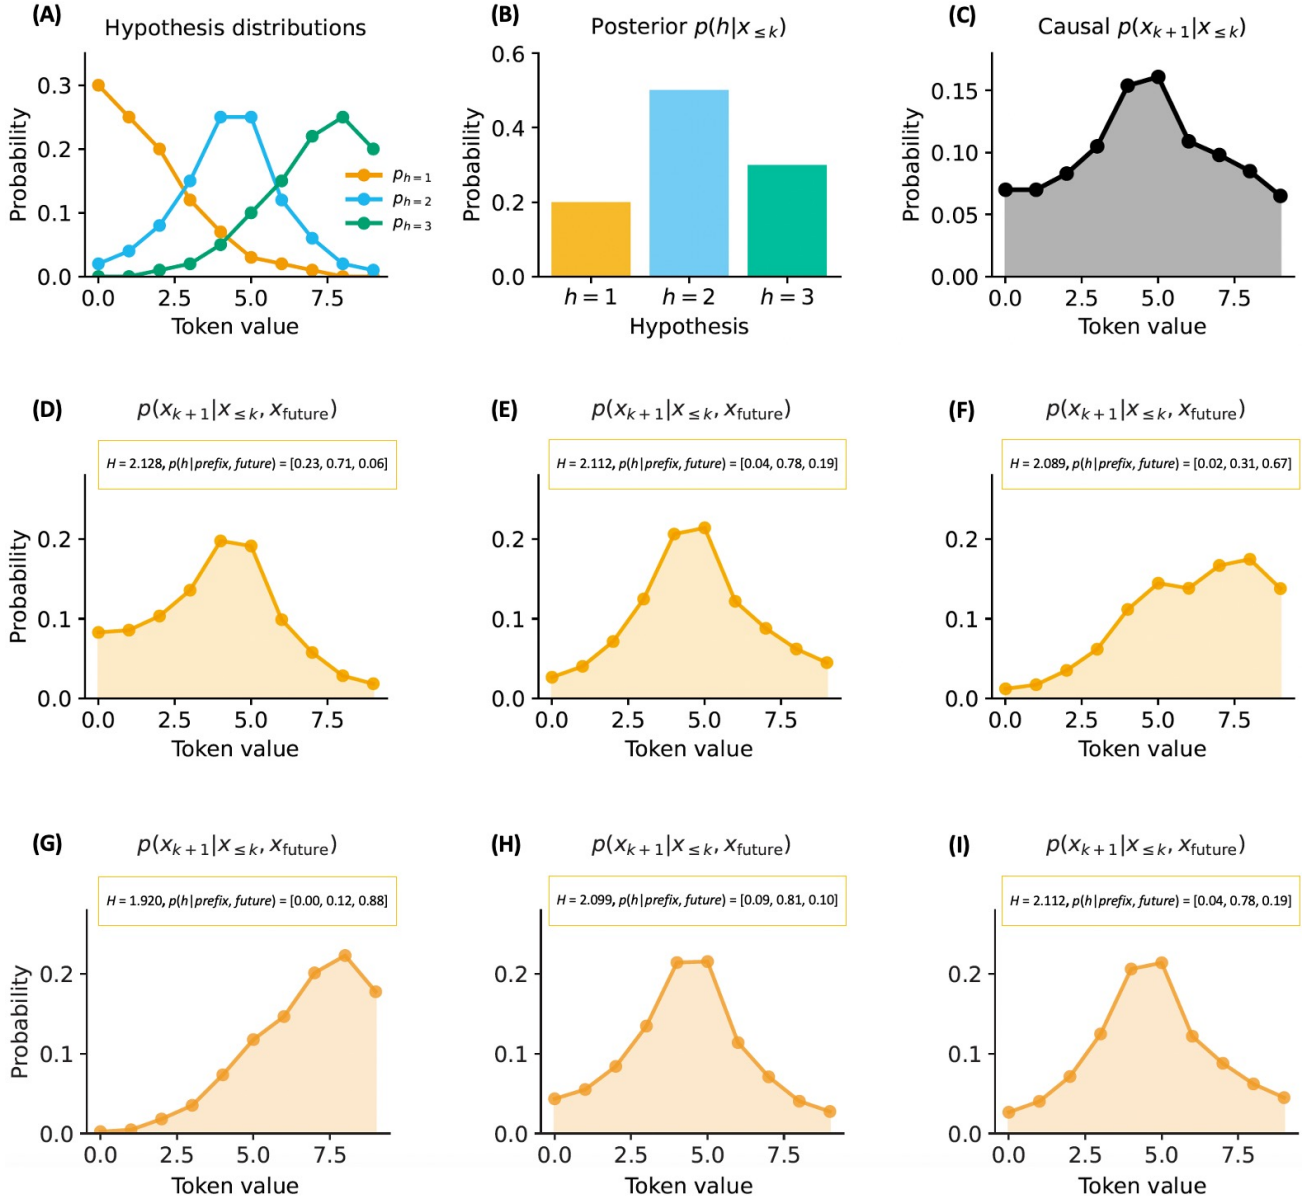 (A)
Hypothesis distributions
Probability
0.3
0.2
0.1
0.0
p_{h=1}
p_{h=2}
p_{h=3}
0.0 2.5 5.0 7.5
Token value
(B)
Posterior p(h|x_{≤k})
Probability
0.6
0.4
0.2
0.0
h = 1 h = 2 h = 3
Hypothesis
(C)
Causal p(x_{k+1}|x_{≤k})
Probability
0.15
0.10
0.05
0.00
0.0 2.5 5.0 7.5
Token value
(D)
p(x_{k+1}|x_{≤k}, x_{future})
H = 2.128, p(h|prefix, future) = [0.23, 0.71, 0.06]
Probability
0.2
0.1
0.0
0.0 2.5 5.0 7.5
Token value
(E)
p(x_{k+1}|x_{≤k}, x_{future})
H = 2.112, p(h|prefix, future) = [0.04, 0.78, 0.19]
0.2
0.1
0.0
0.0 2.5 5.0 7.5
Token value
(F)
p(x_{k+1}|x_{≤k}, x_{future})
H = 2.089, p(h|prefix, future) = [0.02, 0.31, 0.67]
0.2
0.1
0.0
0.0 2.5 5.0 7.5
Token value
(G)
p(x_{k+1}|x_{≤k}, x_{future})
H = 1.920, p(h|prefix, future) = [0.00, 0.12, 0.88]
Probability
0.2
0.1
0.0
0.0 2.5 5.0 7.5
Token value
(H)
p(x_{k+1}|x_{≤k}, x_{future})
H = 2.099, p(h|prefix, future) = [0.09, 0.81, 0.10]
0.2
0.1
0.0
0.0 2.5 5.0 7.5
Token value
(I)
p(x_{k+1}|x_{≤k}, x_{future})
H = 2.112, p(h|prefix, future) = [0.04, 0.78, 0.19]
0.2
0.1
0.0
0.0 2.5 5.0 7.5
Token value